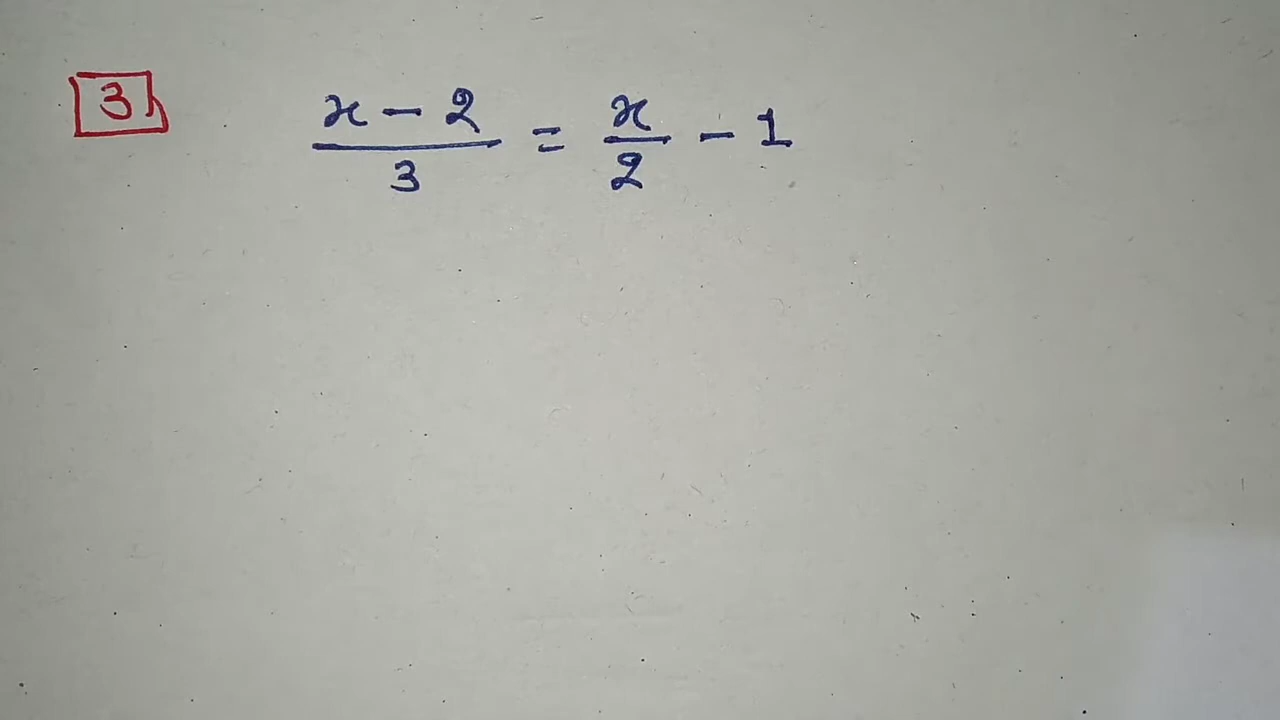 3 (x - 2)/3 = x/2 - 1